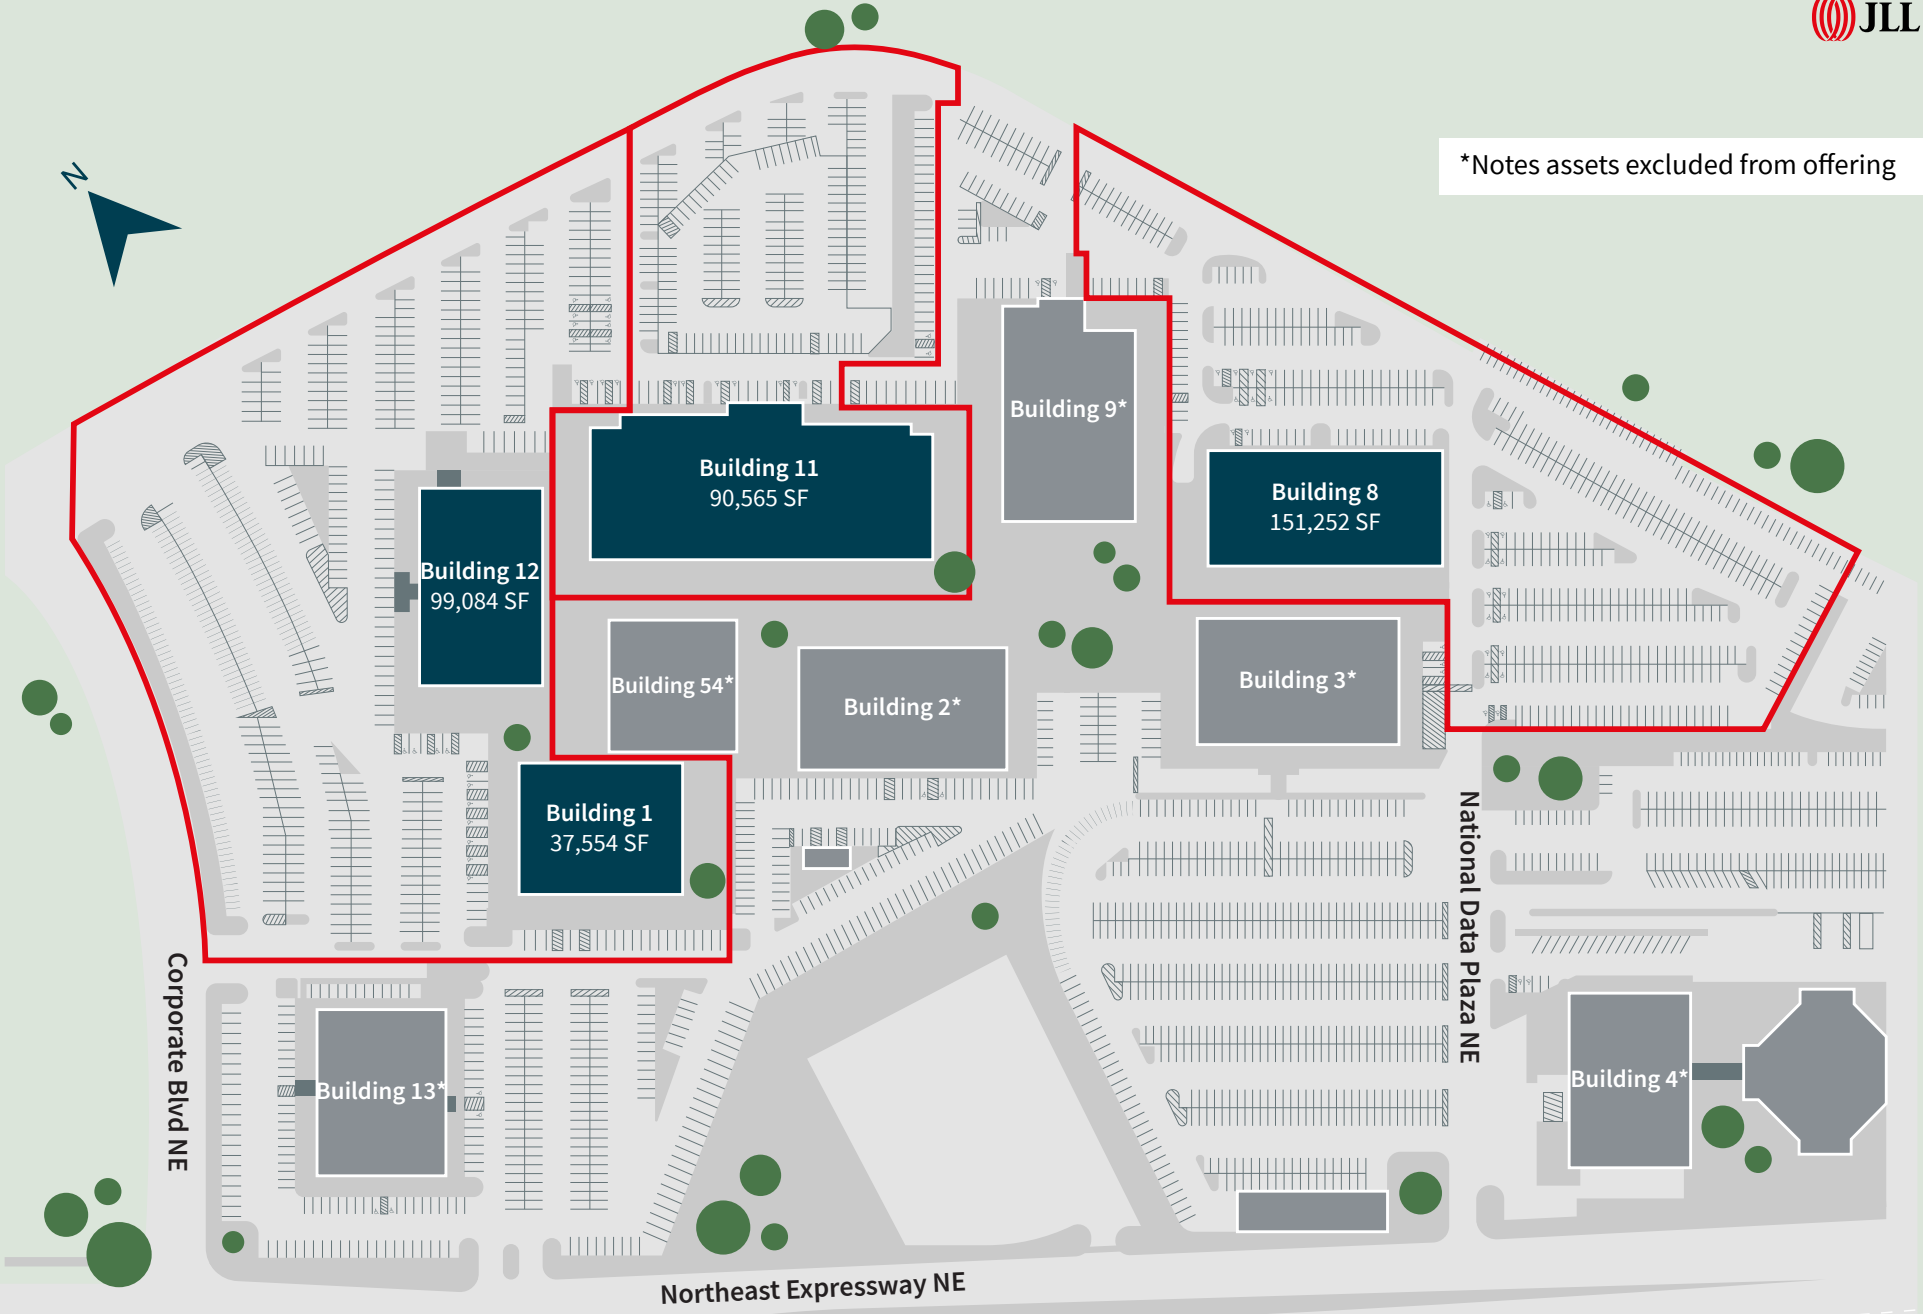 JLL
*Notes assets excluded from offering
N
Building 9*
Building 11
90,565 SF
Building 8
151,252 SF
Building 12
99,084 SF
Building 54*
Building 2*
Building 3*
Building 1
37,554 SF
National Data Plaza NE
Corporate Blvd NE
Building 13*
Building 4*
Northeast Expressway NE